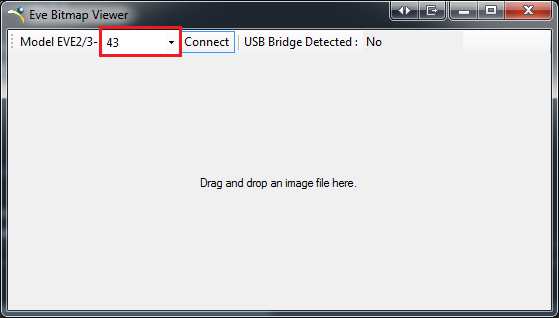 Eve Bitmap Viewer
Model EVE2/3- 43 Connect USB Bridge Detected : No
Drag and drop an image file here.